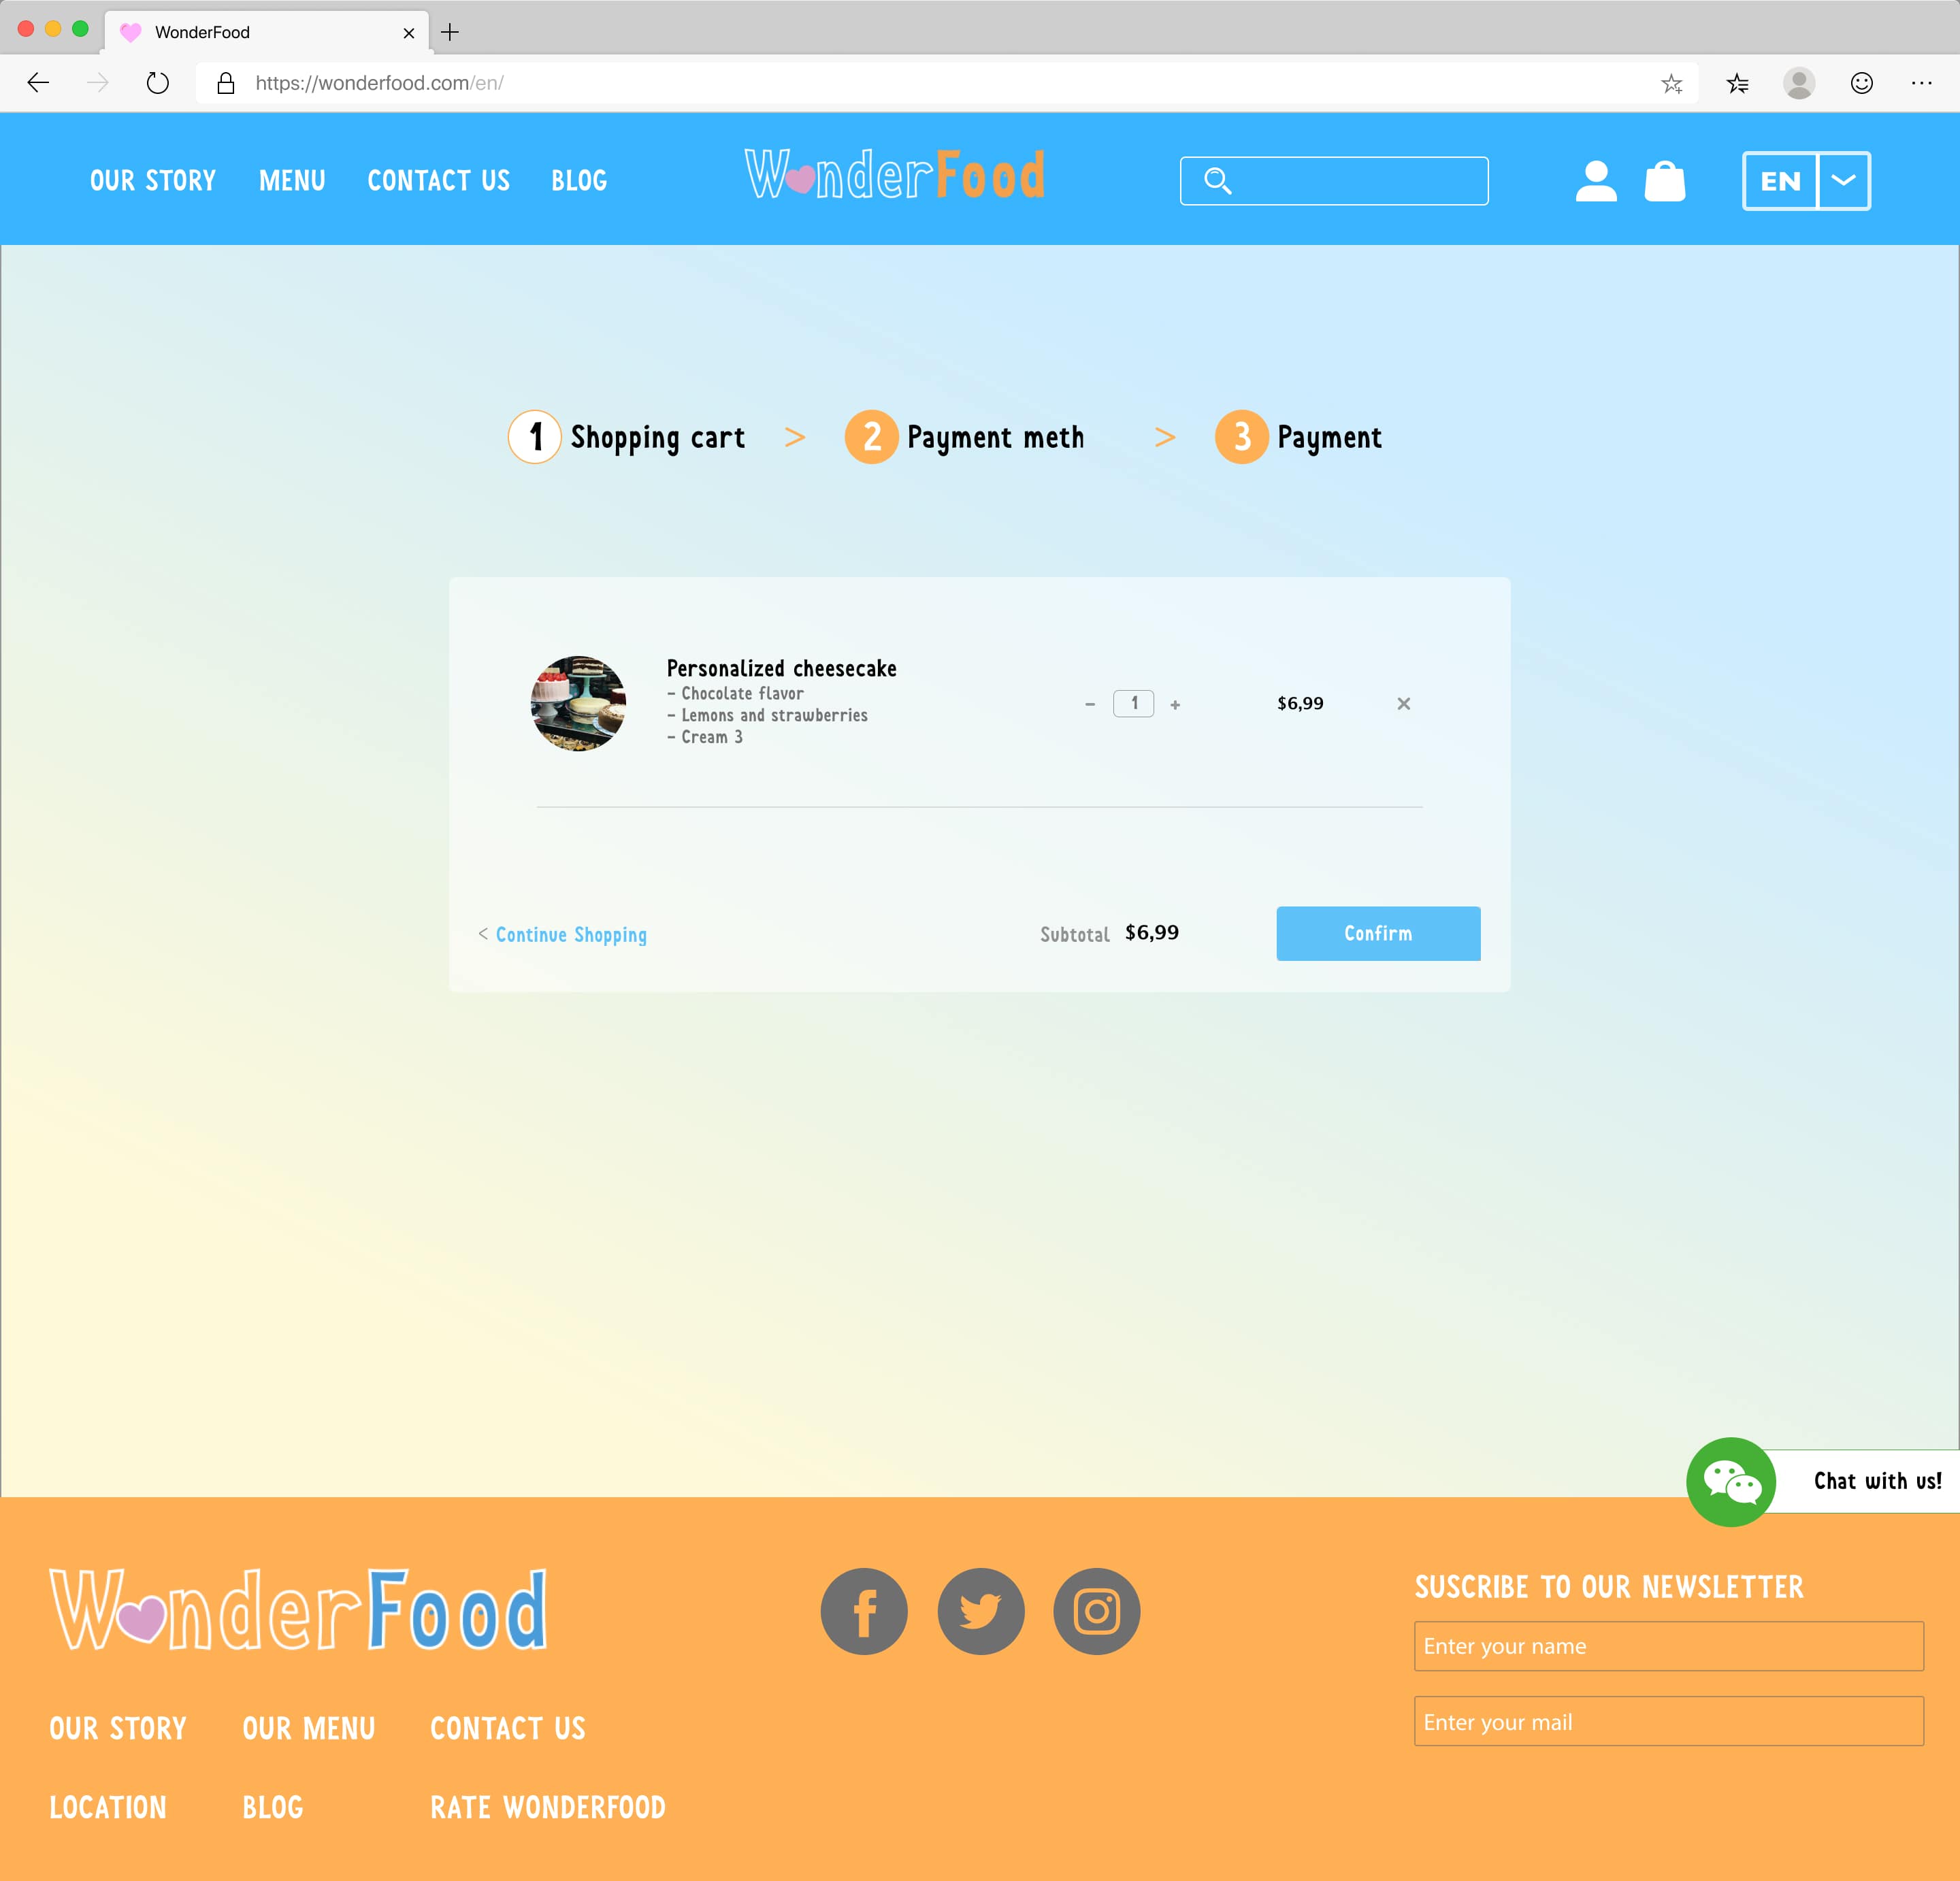 WonderFood
https://wonderfood.com/en/
OUR STORY MENU CONTACT US BLOG
WonderFood
EN
1 Shopping cart > 2 Payment meth > 3 Payment
Personalized cheesecake
- Chocolate flavor
- Lemons and strawberries
- Cream 3
- 1 +
$6,99
< Continue Shopping
Subtotal $6,99
Confirm
Chat with us!
WonderFood
SUSCRIBE TO OUR NEWSLETTER
Enter your name
Enter your mail
OUR STORY OUR MENU CONTACT US
LOCATION BLOG RATE WONDERFOOD